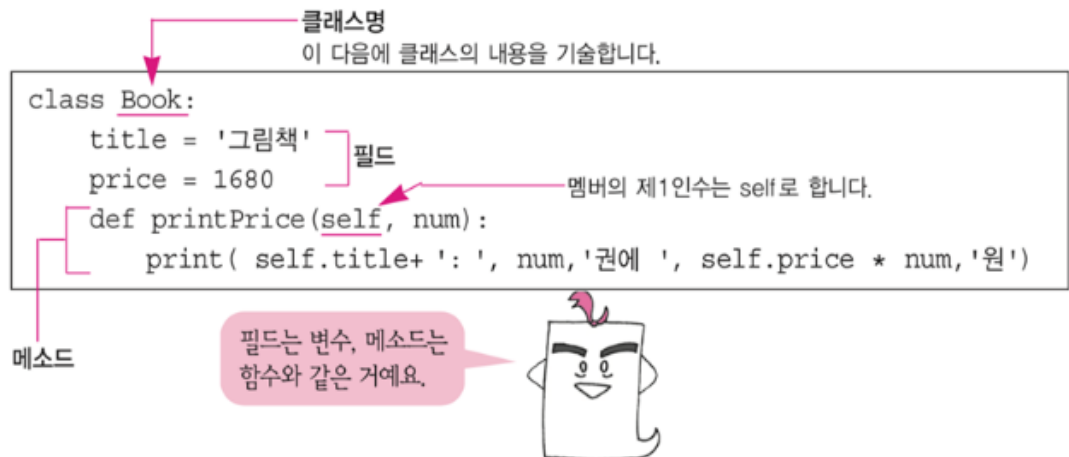 클래스명
이 다음에 클래스의 내용을 기술합니다.
class Book:
title = '그림책'
필드
price = 1680
멤버의 제1인수는 self로 합니다.
def printPrice(self, num):
print( self.title+ ': ', num,'권에 ', self.price * num,'원')
메소드
필드는 변수, 메소드는
함수와 같은 거예요.